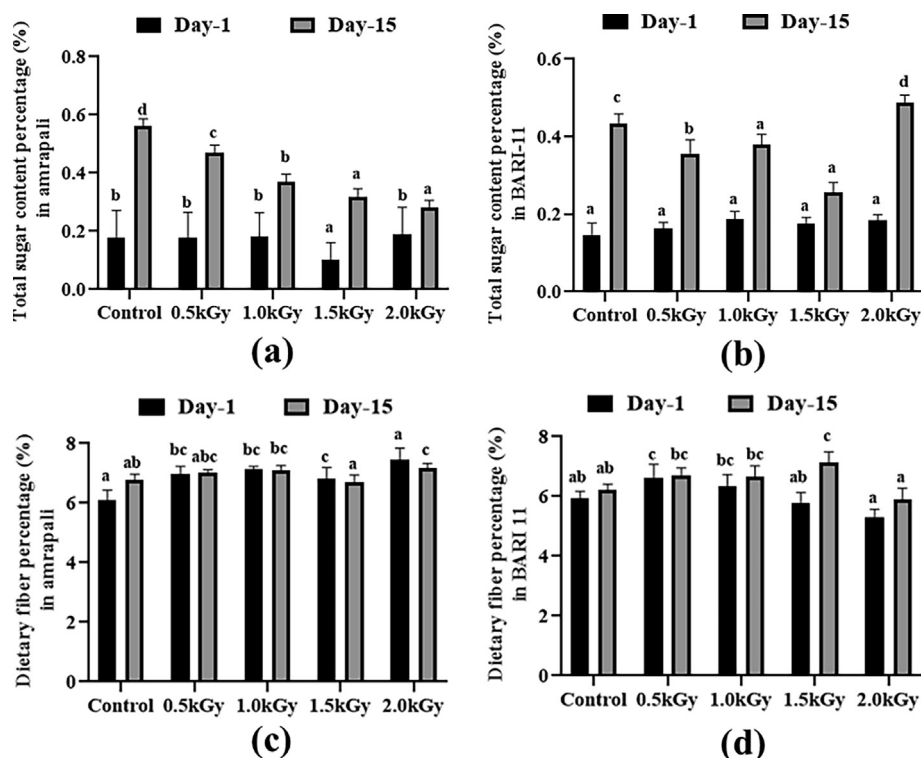 Day-1 Day-15
Total sugar content percentage (%)
in amrapali
0.8
0.6
0.4
0.2
0.0
b d b c b b a a b a
Control 0.5kGy 1.0kGy 1.5kGy 2.0kGy
(a)
Day-1 Day-15
Total sugar content percentage (%)
in BARI-11
0.6
0.4
0.2
0.0
a c a b a a a a a d
Control 0.5kGy 1.0kGy 1.5kGy 2.0kGy
(b)
Day-1 Day-15
Dietary fiber percentage (%)
in amrapali
8
6
4
2
0
a ab bc abc bc bc c a a c
Control 0.5kGy 1.0kGy 1.5kGy 2.0kGy
(c)
Day-1 Day-15
Dietary fiber percentage (%)
in BARI 11
8
6
4
2
0
ab ab c bc bc bc ab c a a
Control 0.5kGy 1.0kGy 1.5kGy 2.0kGy
(d)